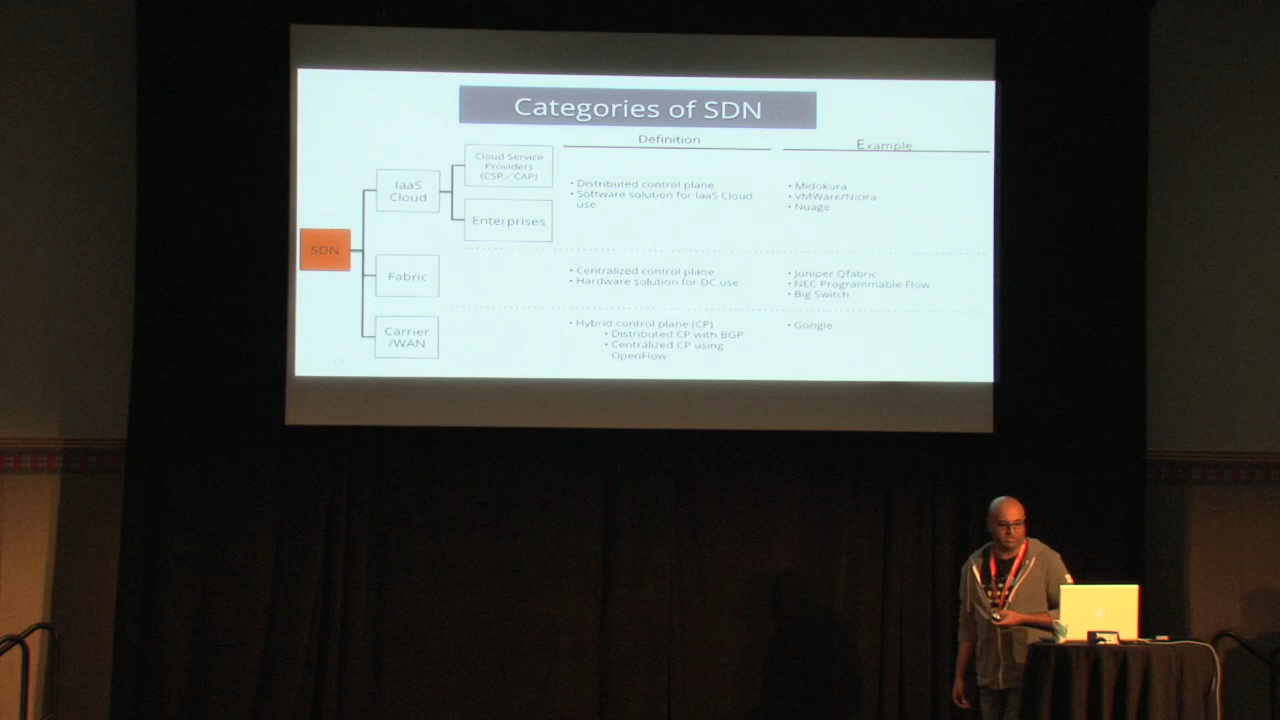 Categories of SDN
Definition
Example
SDN
IaaS
Cloud
Cloud Service
Providers
(CSP／CAP)
Enterprises
• Distributed control plane
• Software solution for IaaS Cloud
use
• Midokura
• VMWare/Nicira
• Nuage
Fabric
• Centralized control plane
• Hardware solution for DC use
• Juniper Qfabric
• NEC Programmable Flow
• Big Switch
Carrier
/WAN
• Hybrid control plane (CP)
• Distributed CP with BGP
• Centralized CP using
OpenFlow
• Google